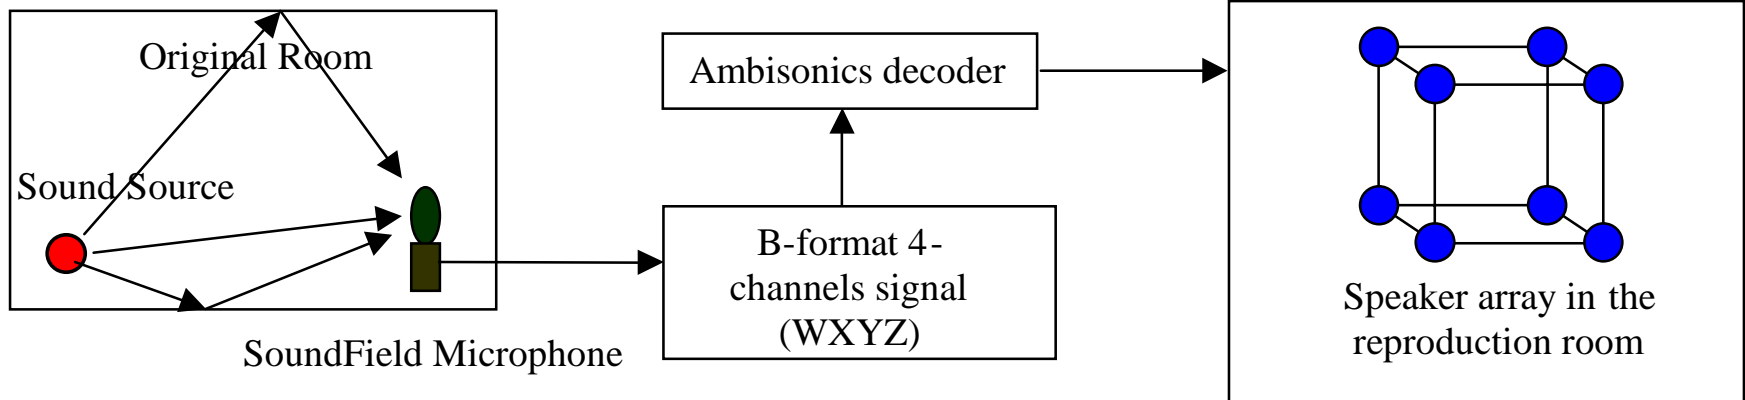 Original Room
Sound Source
SoundField Microphone
Ambisonics decoder
B-format 4-
channels signal
(WXYZ)
Speaker array in the
reproduction room